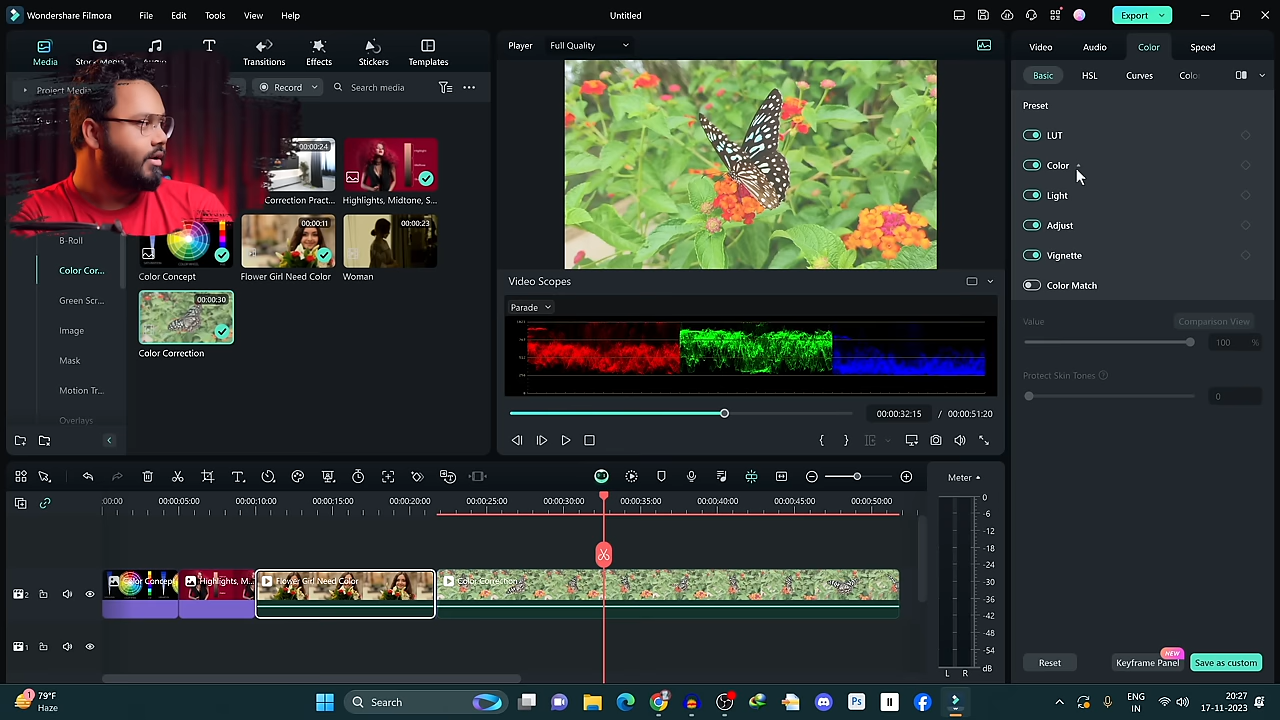 Wondershare Filmora
File
Edit
Tools
View
Help
Untitled
Export
Media
Transitions
Effects
Stickers
Templates
Player
Full Quality
Video
Audio
Color
Speed
Project Media
Record
Search media
Basic
HSL
Curves
Preset
LUT
Color
Light
Adjust
Vignette
Color Match
00:00:24
Correction Pract...
Highlights, Midtone, S...
00:00:11
00:00:23
Color Concept
Flower Girl Need Color
Woman
00:00:30
Color Correction
B-Roll
Color Cor...
Green Scr...
Image
Mask
Motion Tr...
Overlays
Video Scopes
Parade
Value
Comparison View
100 %
Protect Skin Tones
0
00:00:32:15 / 00:00:51:20
:00:00
00:00:05:00
00:00:10:00
00:00:15:00
00:00:20:00
00:00:25:00
00:00:30:00
00:00:35:00
00:00:40:00
00:00:45:00
00:00:50:00
Meter
0
-6
-12
-18
-24
-30
-36
-42
-48
-54
dB
L R
Color Concept
Highlights, M...
Flower Girl Need Color
Color Correction
2
1
Reset
Keyframe Panel
NEW
Save as custom
79°F
Haze
Search
Ps
ENG
IN
20:27
17-11-2023